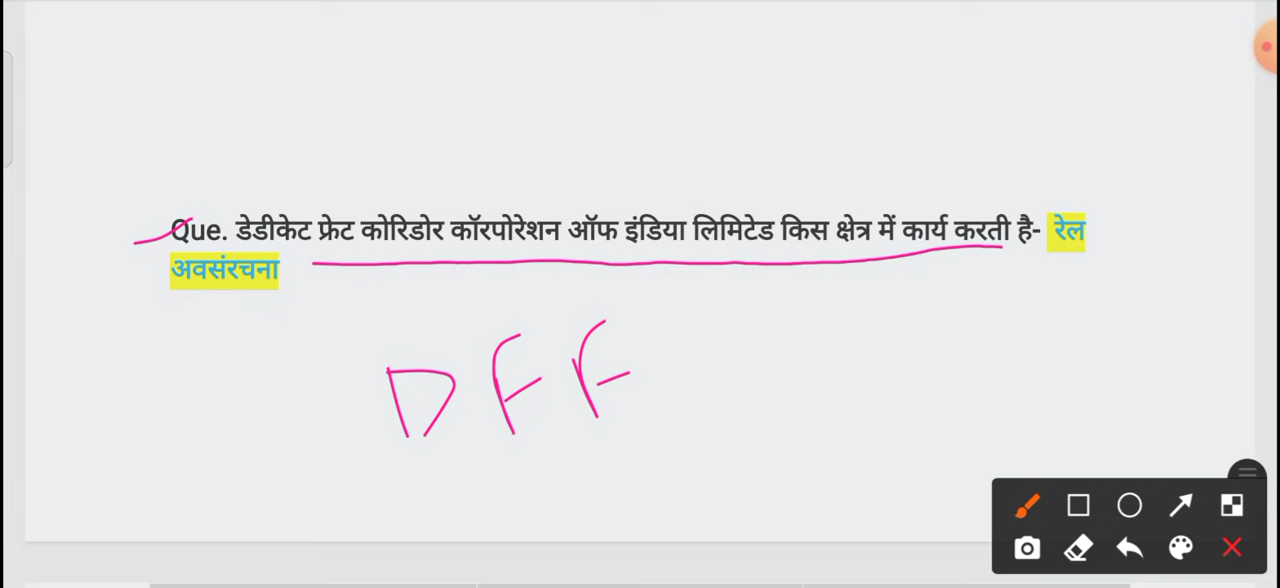 Que. डेडीकेट फ्रेट कोरिडोर कॉरपोरेशन ऑफ इंडिया लिमिटेड किस क्षेत्र में कार्य करती है- रेल
अवसंरचना
DFF